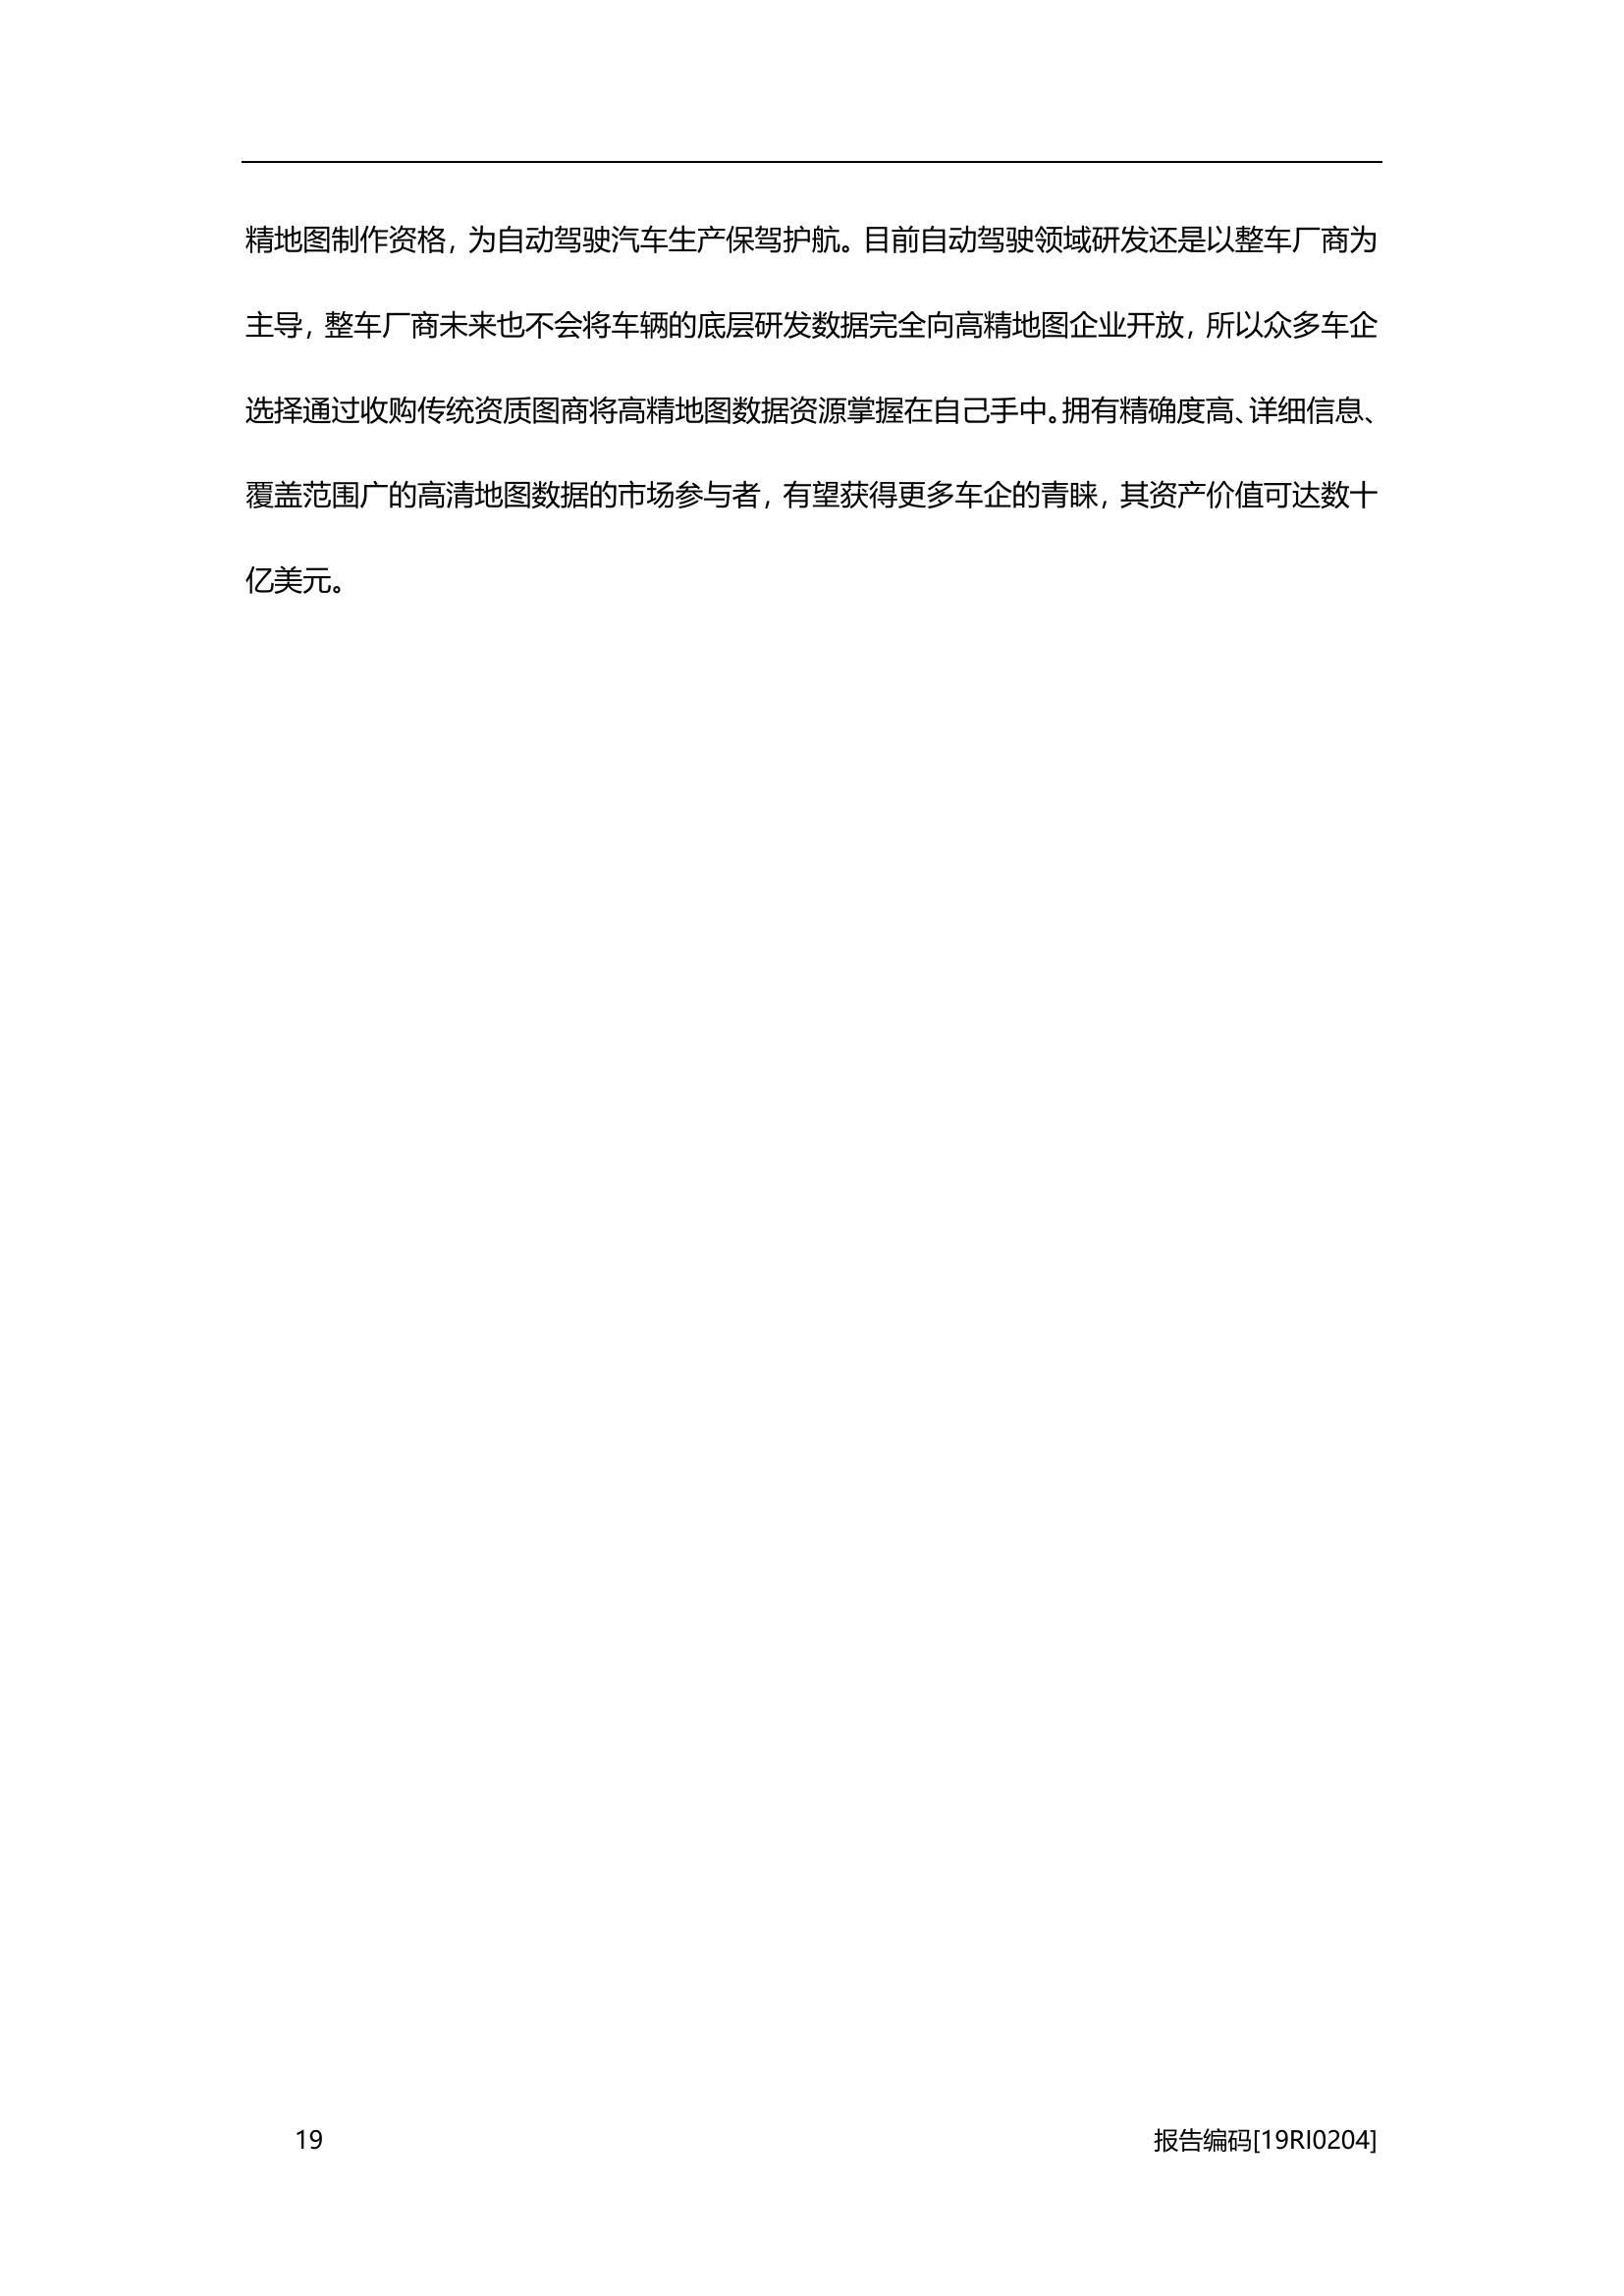 精地图制作资格，为自动驾驶汽车生产保驾护航。目前自动驾驶领域研发还是以整车厂商为
主导，整车厂商未来也不会将车辆的底层研发数据完全向高精地图企业开放，所以众多车企
选择通过收购传统资质图商将高精地图数据资源掌握在自己手中。拥有精确度高、详细信息、
覆盖范围广的高清地图数据的市场参与者，有望获得更多车企的青睐，其资产价值可达数十
亿美元。
19 报告编码[19RI0204]